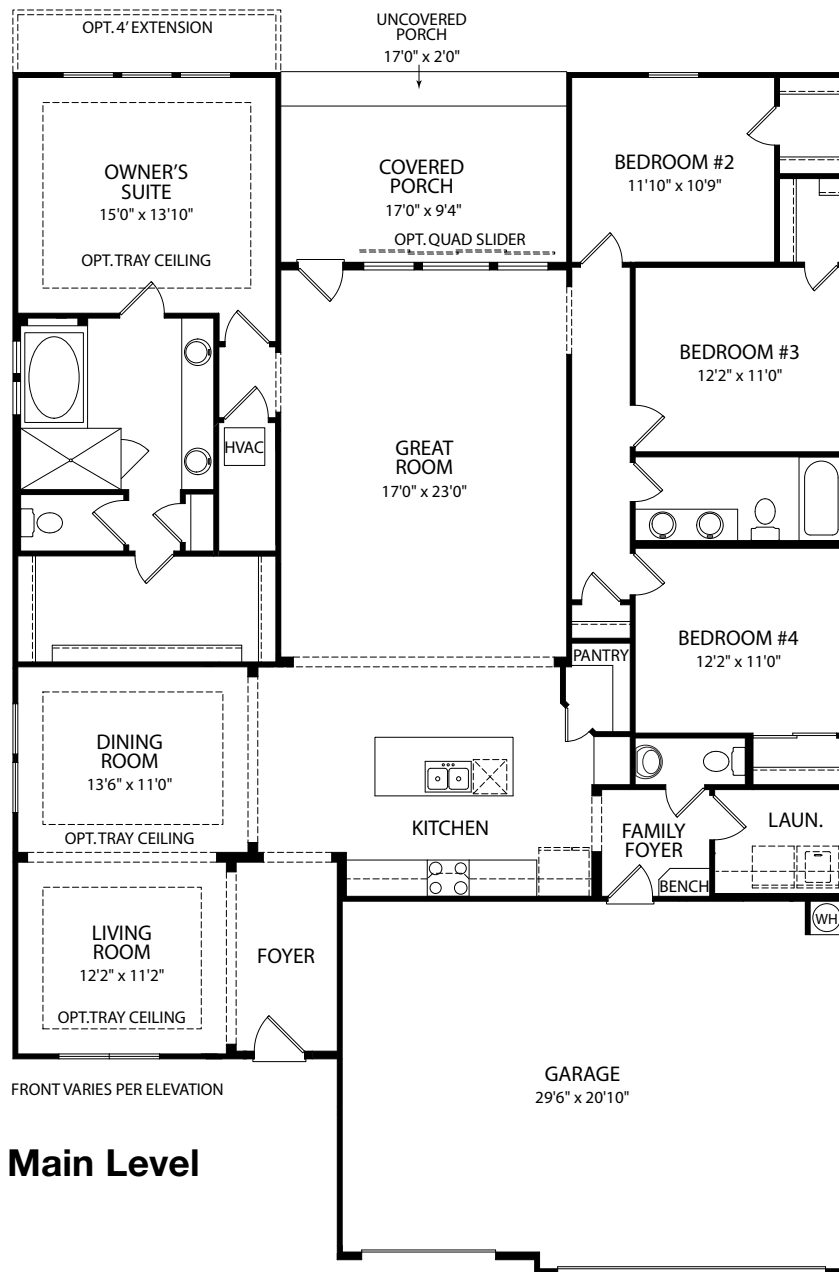 OPT. 4' EXTENSION
UNCOVERED
PORCH
17'0" x 2'0"
OWNER'S
SUITE
15'0" x 13'10"
OPT. TRAY CEILING
COVERED
PORCH
17'0" x 9'4"
OPT. QUAD SLIDER
BEDROOM #2
11'10" x 10'9"
BEDROOM #3
12'2" x 11'0"
HVAC
GREAT
ROOM
17'0" x 23'0"
BEDROOM #4
12'2" x 11'0"
PANTRY
DINING
ROOM
13'6" x 11'0"
OPT. TRAY CEILING
KITCHEN
FAMILY
FOYER
BENCH
LAUN.
WH
LIVING
ROOM
12'2" x 11'2"
OPT. TRAY CEILING
FOYER
GARAGE
29'6" x 20'10"
FRONT VARIES PER ELEVATION
Main Level